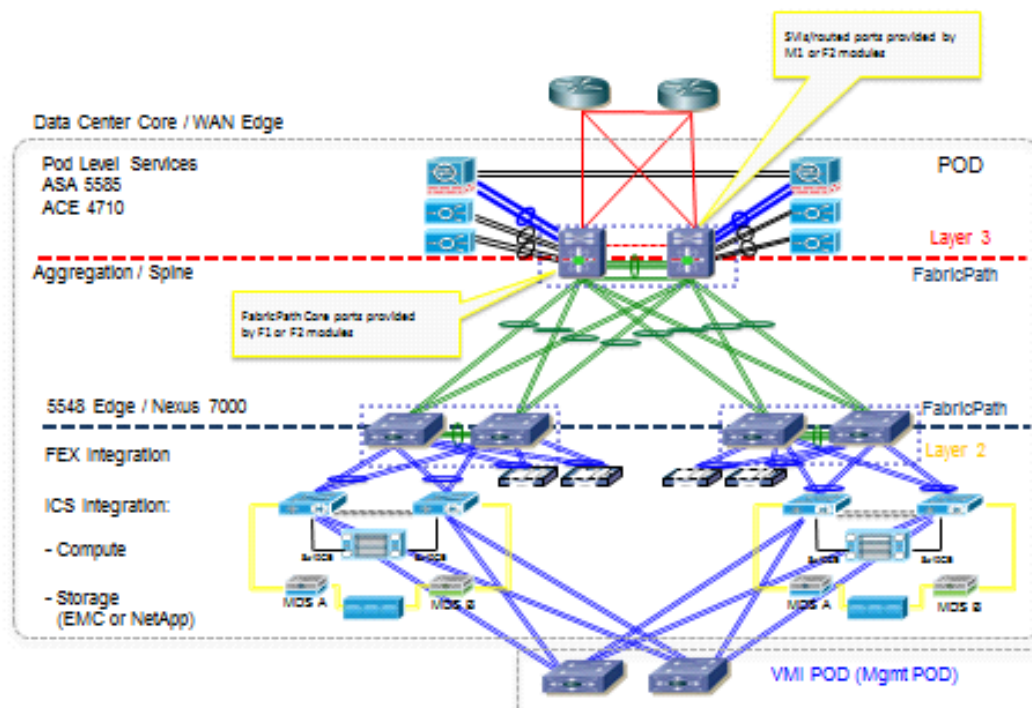 SVIs/routed ports provided by
M1 or F2 modules
Data Center Core / WAN Edge
Pod Level Services
ASA 5585
ACE 4710
POD
Layer 3
Aggregation / Spine
FabricPath
FabricPath Core ports provided
by F1 or F2 modules
5548 Edge / Nexus 7000
FabricPath
FEX Integration
Layer 2
ICS Integration:
- Compute
- Storage
(EMC or NetApp)
MDS A
MDS B
MDS A
MDS B
VMI POD (Mgmt POD)